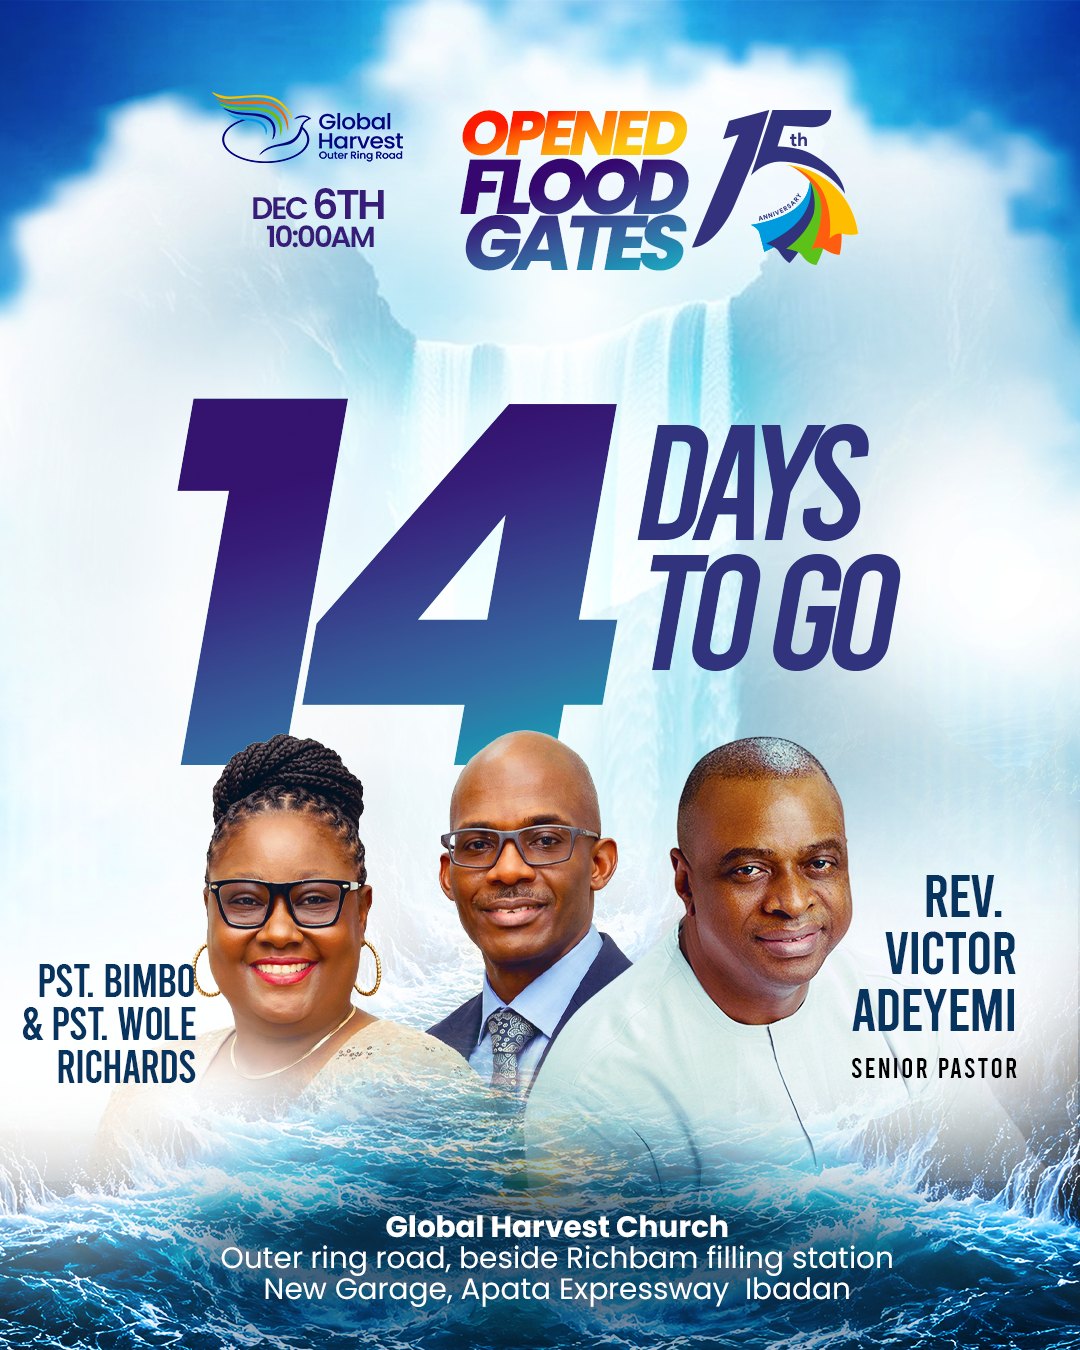 Global
Harvest
Outer Ring Road
DEC 6TH
10:00AM
OPENED
FLOOD
GATES
15th
ANNIVERSARY
14
DAYS
TO GO
PST. BIMBO
& PST. WOLE
RICHARDS
REV.
VICTOR
ADEYEMI
SENIOR PASTOR
Global Harvest Church
Outer ring road, beside Richbam filling station
New Garage, Apata Expressway Ibadan